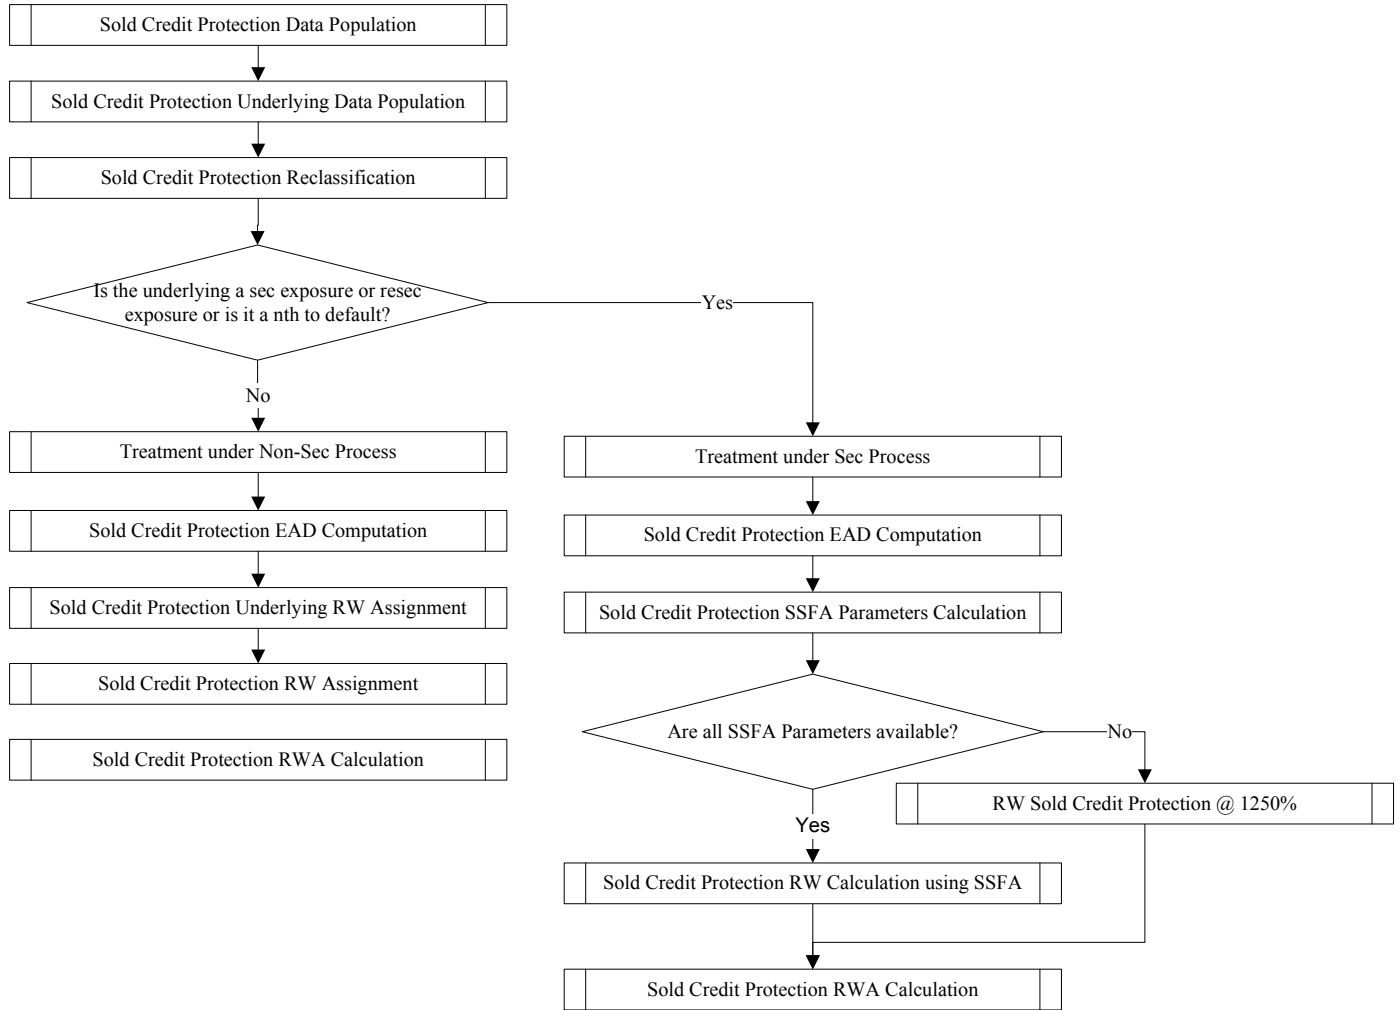 Sold Credit Protection Data Population
Sold Credit Protection Underlying Data Population
Sold Credit Protection Reclassification
Is the underlying a sec exposure or resec
exposure or is it a nth to default?
Yes
No
Treatment under Non-Sec Process
Sold Credit Protection EAD Computation
Sold Credit Protection Underlying RW Assignment
Sold Credit Protection RW Assignment
Sold Credit Protection RWA Calculation
Treatment under Sec Process
Sold Credit Protection EAD Computation
Sold Credit Protection SSFA Parameters Calculation
Are all SSFA Parameters available?
No
RW Sold Credit Protection @ 1250%
Yes
Sold Credit Protection RW Calculation using SSFA
Sold Credit Protection RWA Calculation